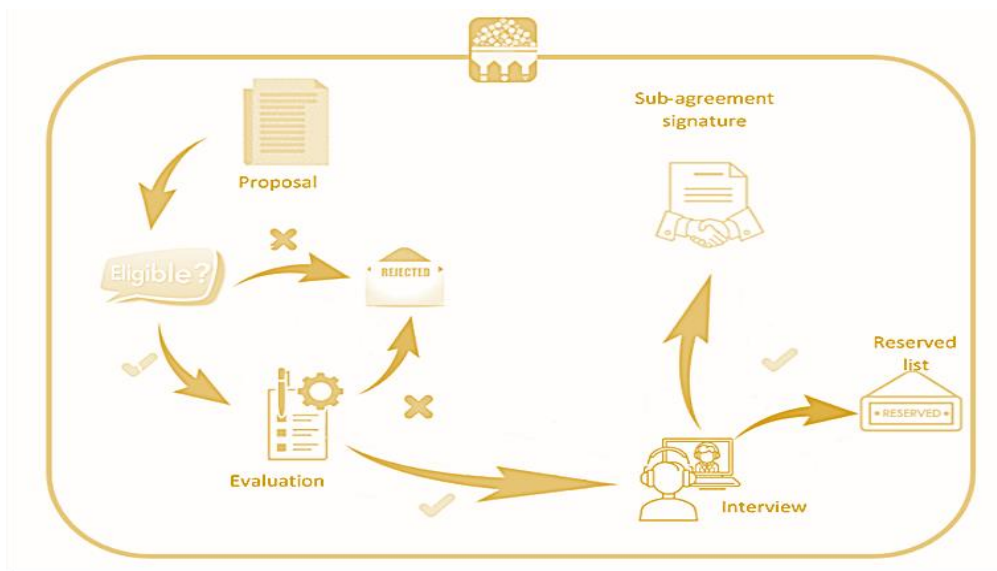 Proposal
Eligible?
REJECTED
Evaluation
Sub-agreement
signature
Interview
Reserved
list
RESERVED